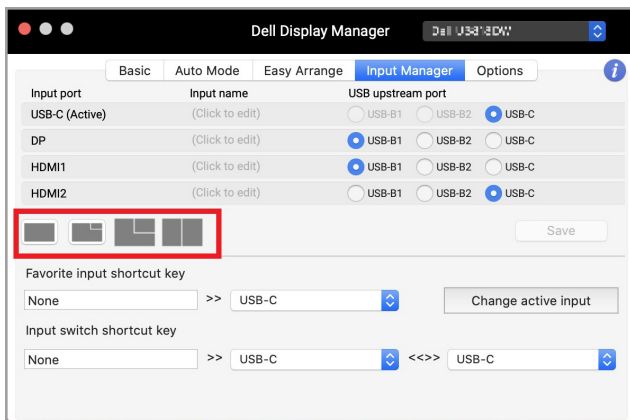 Dell Display Manager
Dell
Basic Auto Mode Easy Arrange Input Manager Options i
Input port Input name USB upstream port
USB-C (Active) (Click to edit) USB-B1 USB-B2 USB-C
DP (Click to edit) USB-B1 USB-B2 USB-C
HDMI1 (Click to edit) USB-B1 USB-B2 USB-C
HDMI2 (Click to edit) USB-B1 USB-B2 USB-C
Save
Favorite input shortcut key
None >> USB-C Change active input
Input switch shortcut key
None >> USB-C <<>> USB-C